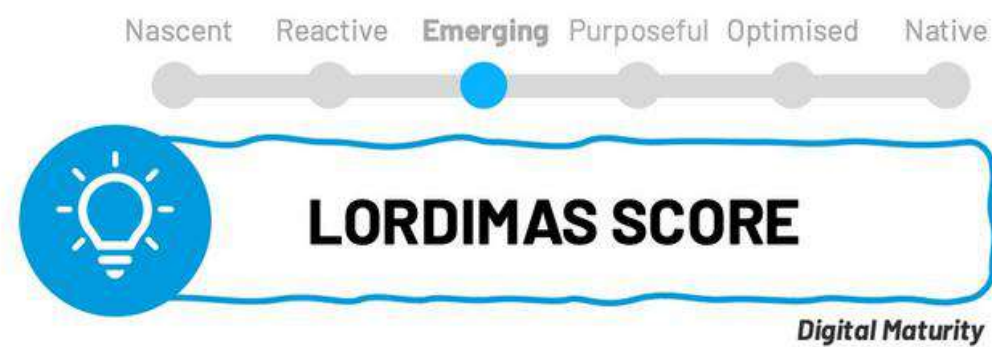 Nascent Reactive Emerging Purposeful Optimised Native
LORDIMAS SCORE
Digital Maturity